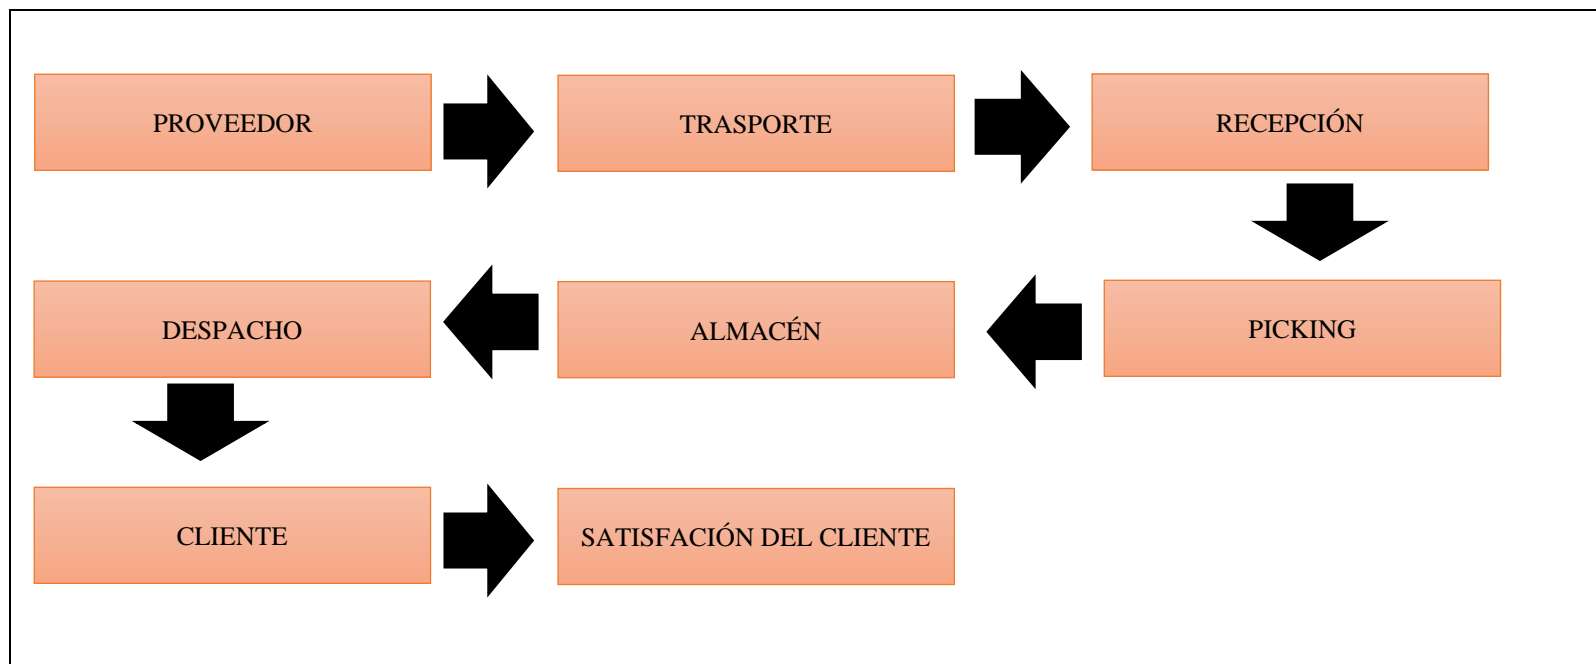 PROVEEDOR
TRASPORTE
RECEPCIÓN
PICKING
ALMACÉN
DESPACHO
CLIENTE
SATISFACIÓN DEL CLIENTE